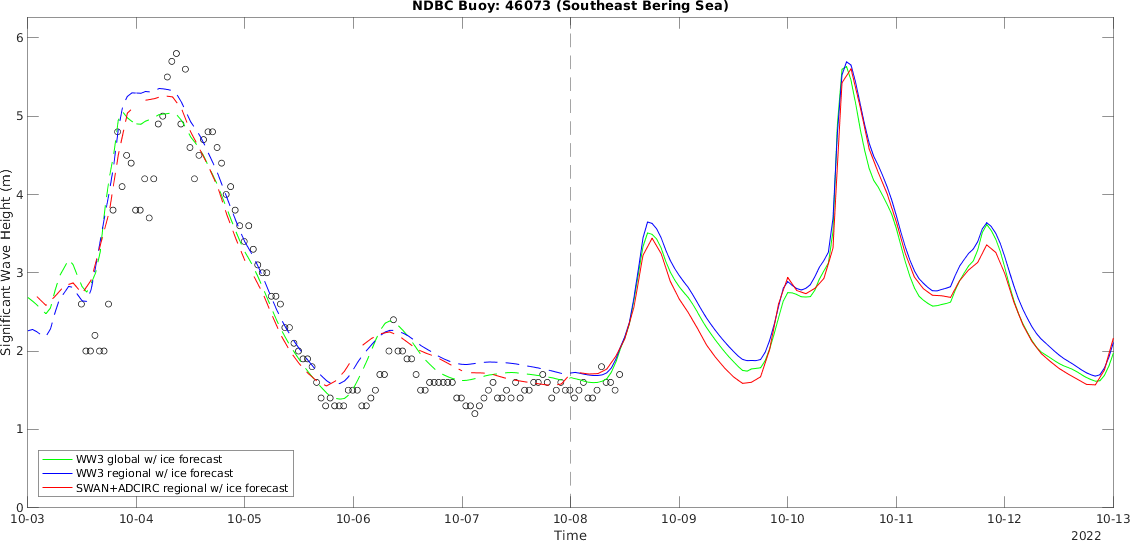 NDBC Buoy: 46073 (Southeast Bering Sea)
Significant Wave Height (m)
6
5
4
3
2
1
0
WW3 global w/ ice forecast
WW3 regional w/ ice forecast
SWAN+ADCIRC regional w/ ice forecast
10-03 10-04 10-05 10-06 10-07 10-08 10-09 10-10 10-11 10-12 10-13
Time
2022